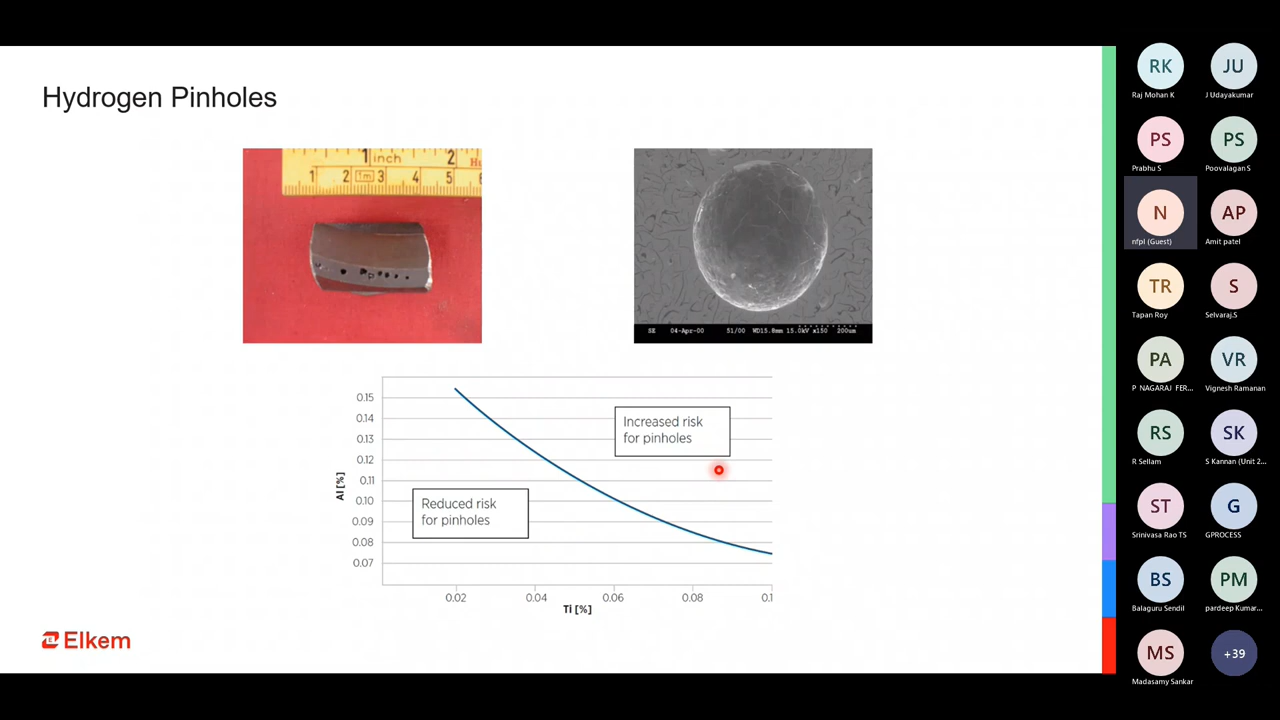 Hydrogen Pinholes
1 inch 2
1 2 1m 3 4 5 6
SE 04-Apr-00 S1/00 WD15.8mm 15.0kV x150 200um
0.15
0.14
0.13
0.12
0.11
0.10
0.09
0.08
0.07
Al [%]
Increased risk
for pinholes
Reduced risk
for pinholes
0.02 0.04 0.06 0.08 0.1
Ti [%]
Elkem
RK JU
Raj Mohan K J Udayakumar
PS PS
Prabhu S Poovalagan S
N AP
nfpl (Guest) Amit patel
TR S
Tapan Roy Selvaraj.S
PA VR
P NAGARAJ FER... Vignesh Ramanan
RS SK
R Sellam S Kannan (Unit 2...
ST G
Srinivasa Rao TS GPROCESS
BS PM
Balaguru Sendil pardeep Kumar...
MS +39
Madasamy Sankar